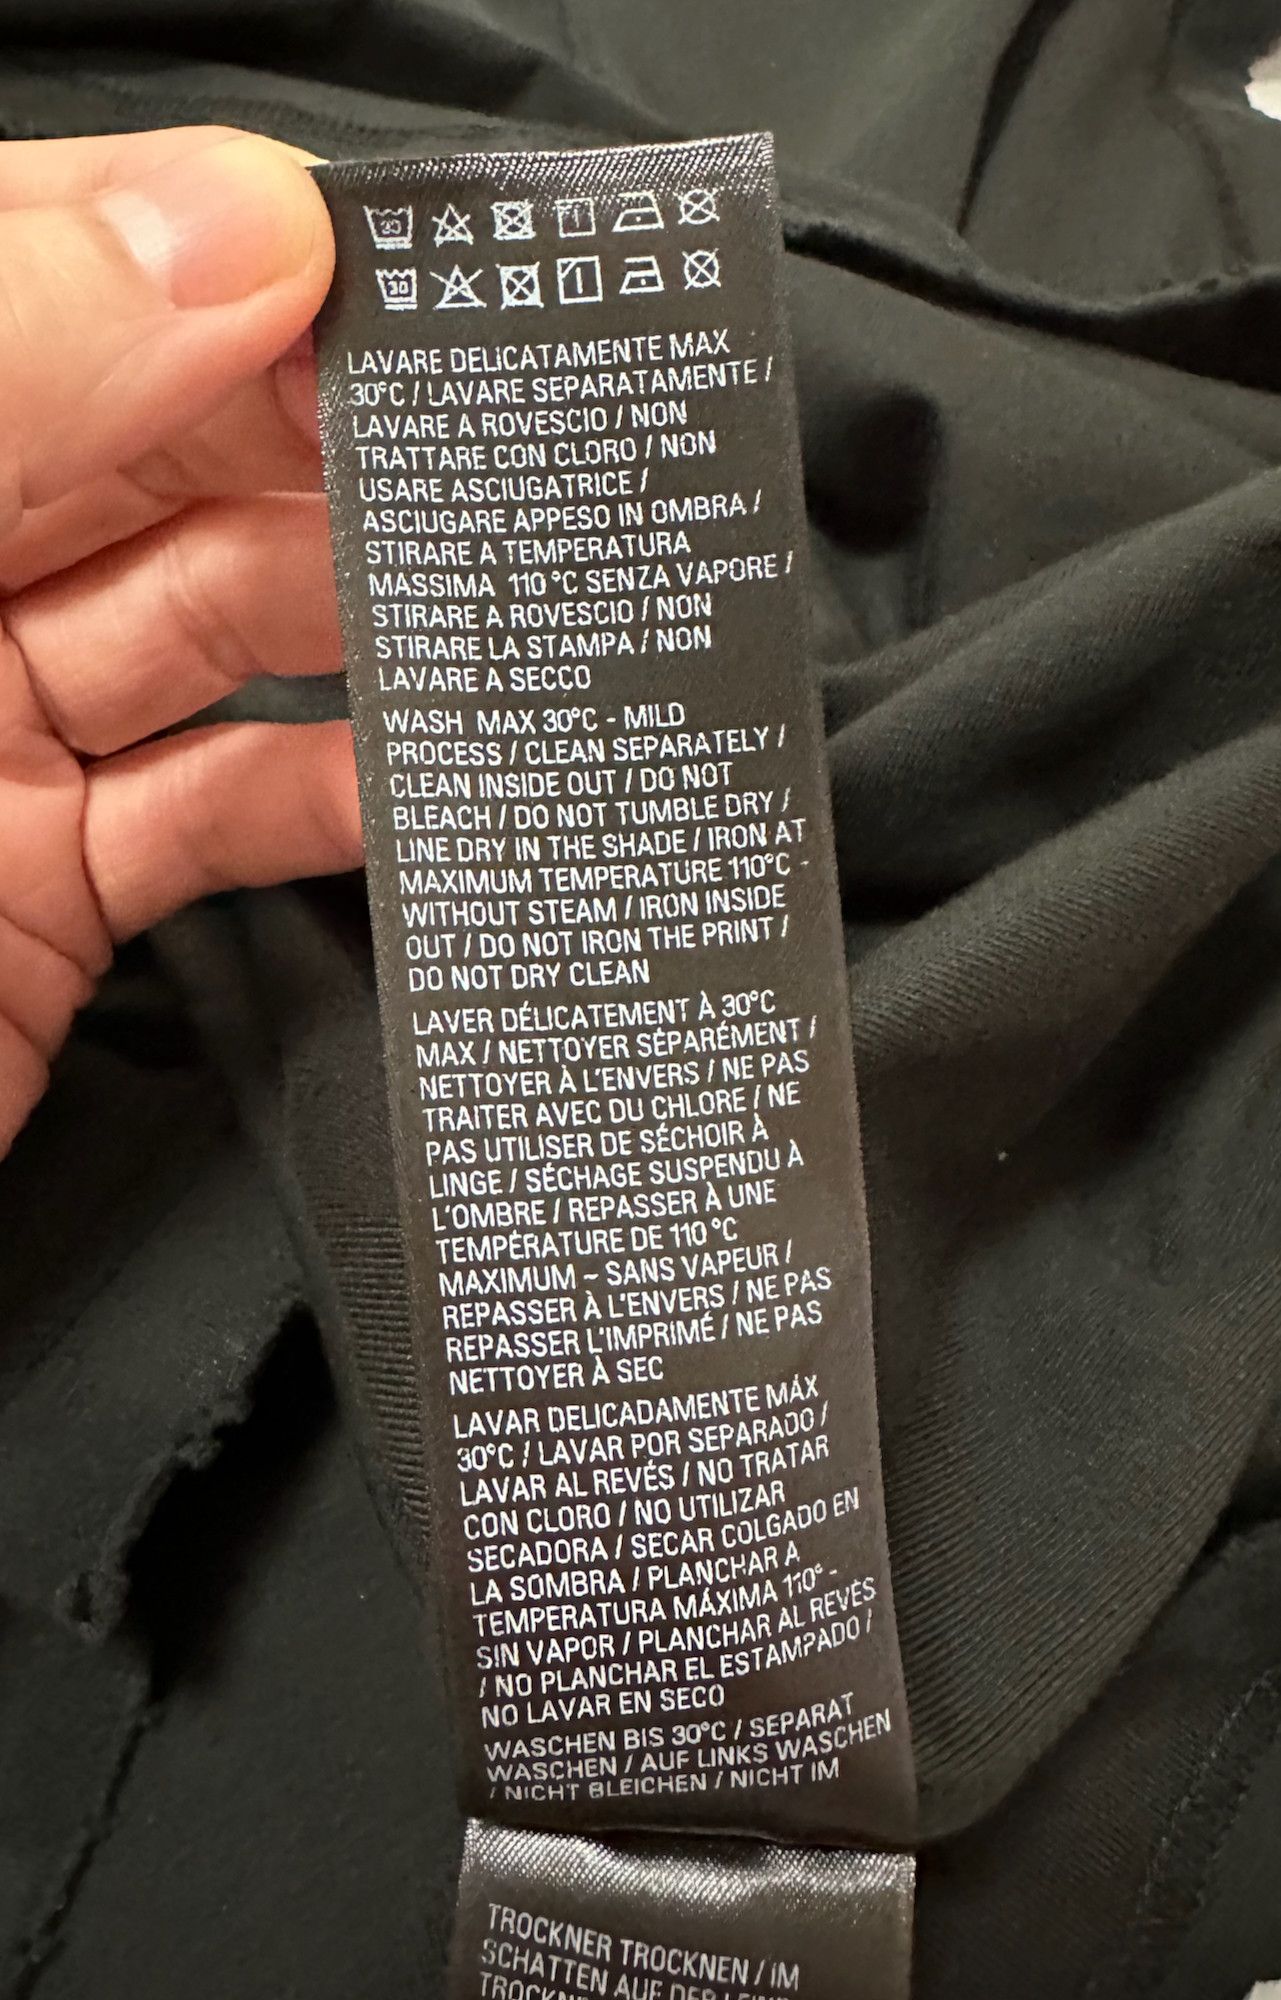 30
30
LAVARE DELICATAMENTE MAX
30°C / LAVARE SEPARATAMENTE /
LAVARE A ROVESCIO / NON
TRATTARE CON CLORO / NON
USARE ASCIUGATRICE /
ASCIUGARE APPESO IN OMBRA /
STIRARE A TEMPERATURA
MASSIMA 110°C SENZA VAPORE /
STIRARE A ROVESCIO / NON
STIRARE LA STAMPA / NON
LAVARE A SECCO
WASH MAX 30°C - MILD
PROCESS / CLEAN SEPARATELY /
CLEAN INSIDE OUT / DO NOT
BLEACH / DO NOT TUMBLE DRY /
LINE DRY IN THE SHADE / IRON AT
MAXIMUM TEMPERATURE 110°C -
WITHOUT STEAM / IRON INSIDE
OUT / DO NOT IRON THE PRINT /
DO NOT DRY CLEAN
LAVER DÉLICATEMENT À 30°C
MAX / NETTOYER SÉPARÉMENT /
NETTOYER À L'ENVERS / NE PAS
TRAITER AVEC DU CHLORE / NE
PAS UTILISER DE SÉCHOIR À
LINGE / SÉCHAGE SUSPENDU À
L'OMBRE / REPASSER À UNE
TEMPÉRATURE DE 110°C
MAXIMUM - SANS VAPEUR /
REPASSER À L'ENVERS / NE PAS
REPASSER L'IMPRIMÉ / NE PAS
NETTOYER À SEC
LAVAR DELICADAMENTE MÁX
30°C / LAVAR POR SEPARADO /
LAVAR AL REVÉS / NO TRATAR
CON CLORO / NO UTILIZAR
SECADORA / SECAR COLGADO EN
LA SOMBRA / PLANCHAR A
TEMPERATURA MÁXIMA 110° -
SIN VAPOR / PLANCHAR AL REVÉS
/ NO PLANCHAR EL ESTAMPADO /
NO LAVAR EN SECO
WASCHEN BIS 30°C / SEPARAT
WASCHEN / AUF LINKS WASCHEN
/ NICHT BLEICHEN / NICHT IM
TROCKNER TROCKNEN / IM
SCHATTEN AUF DER